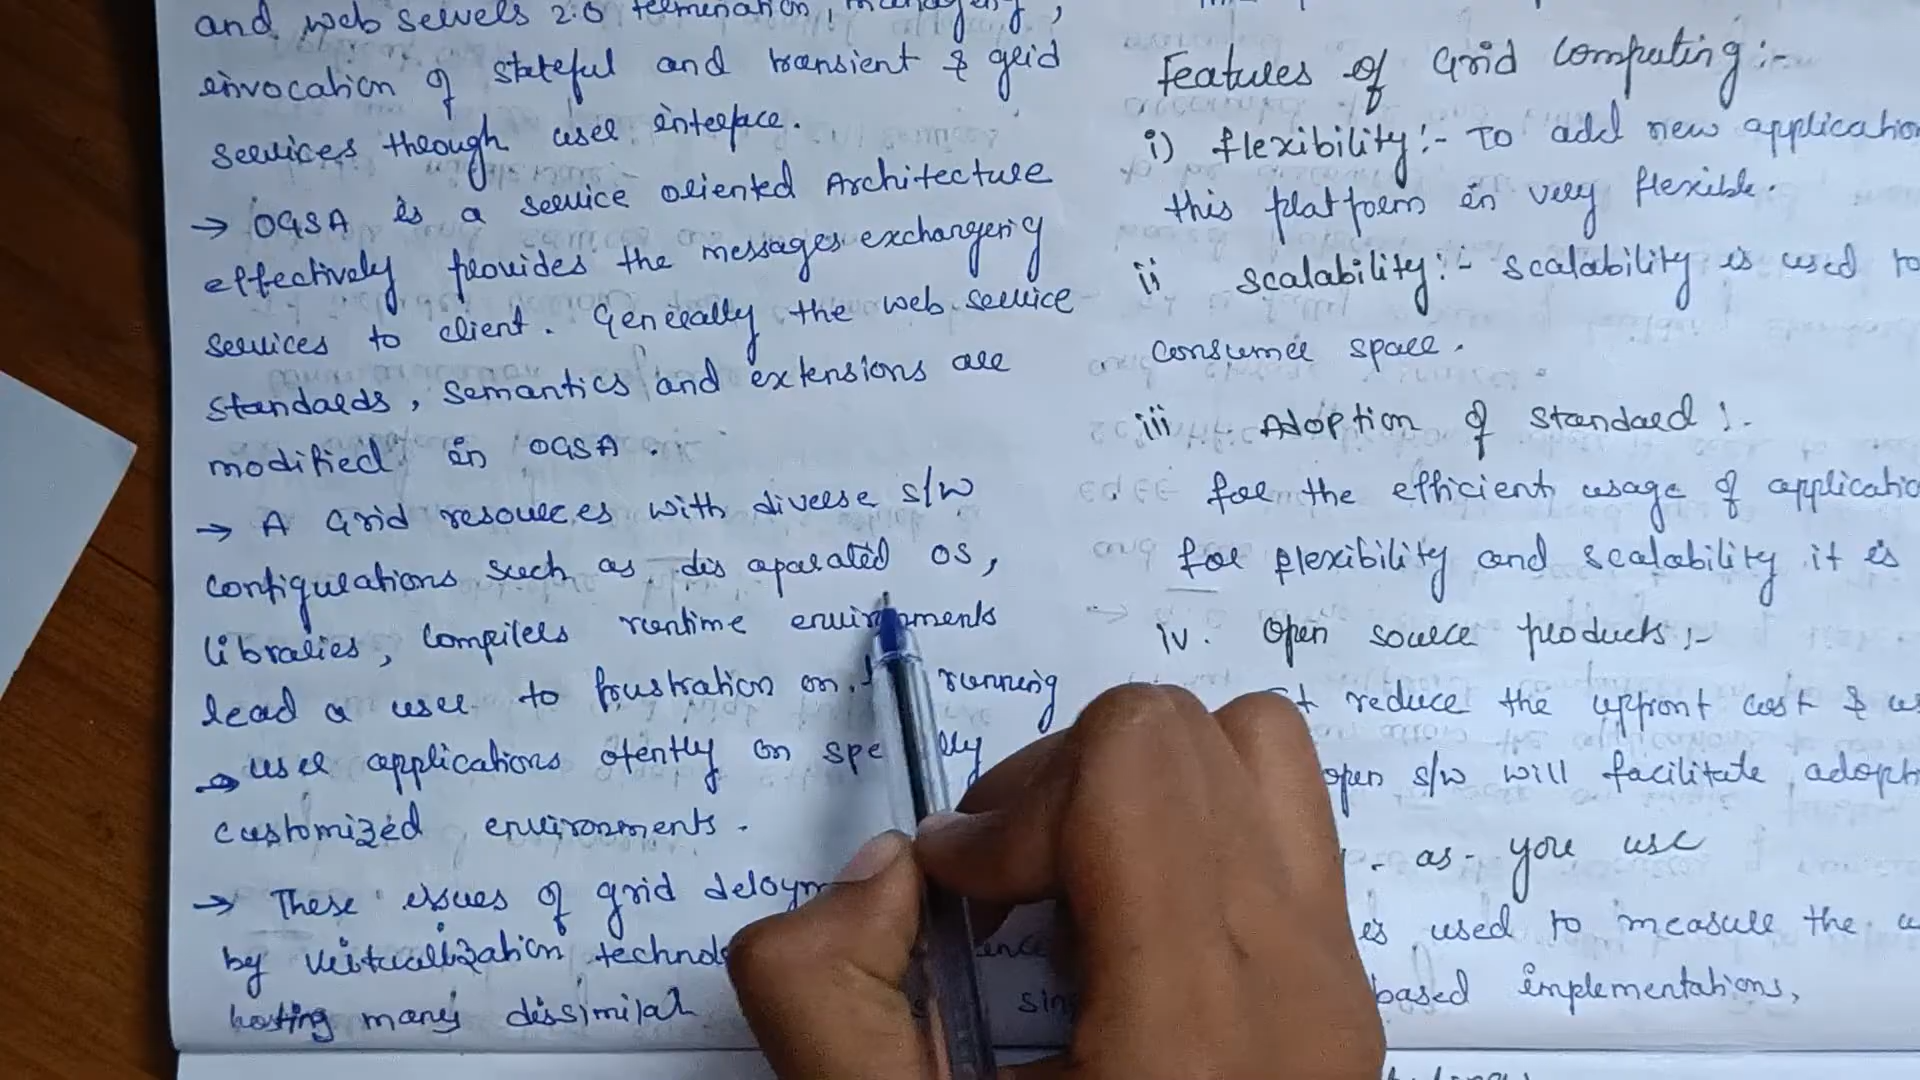 and web servers 2.0 termination,
invocation of stateful and transient & grid
services through user interface.
→ OGSA is a service oriented Architecture
effectively provides the messages exchangering
services to client. Generally the web service
standards, semantics and extensions are
modified in OGSA.
→ A Grid resources with diverse s/w
configurations such as dis aparated OS,
libraries, compilers runtime environments
lead a user to frustration on running
→ user applications otently on
customized environments.
→ These issues of grid
by virtualization
hosting many dissimilar
Features of Grid Computing :-
i) flexibility :- To add new
this platform in very flexible.
ii scalability :- scalability is used to
consumer space.
iii Adoption of standard :-
for the efficient usage of
for flexibility and scalability it is
iv. Open source products :-
reduce the upfront cost &
open s/w will facilitate
- as - you use
is used to measure the
based implementations,